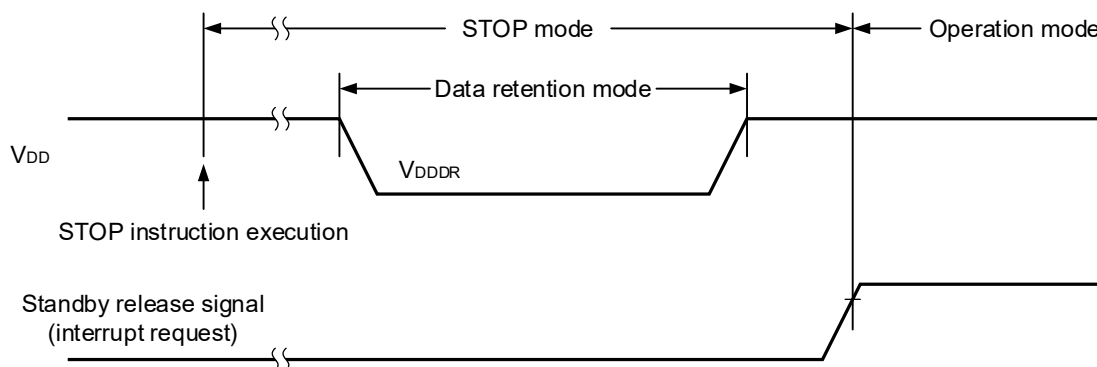 STOP mode
Operation mode
Data retention mode
VDD
VDDDR
STOP instruction execution
Standby release signal
(interrupt request)